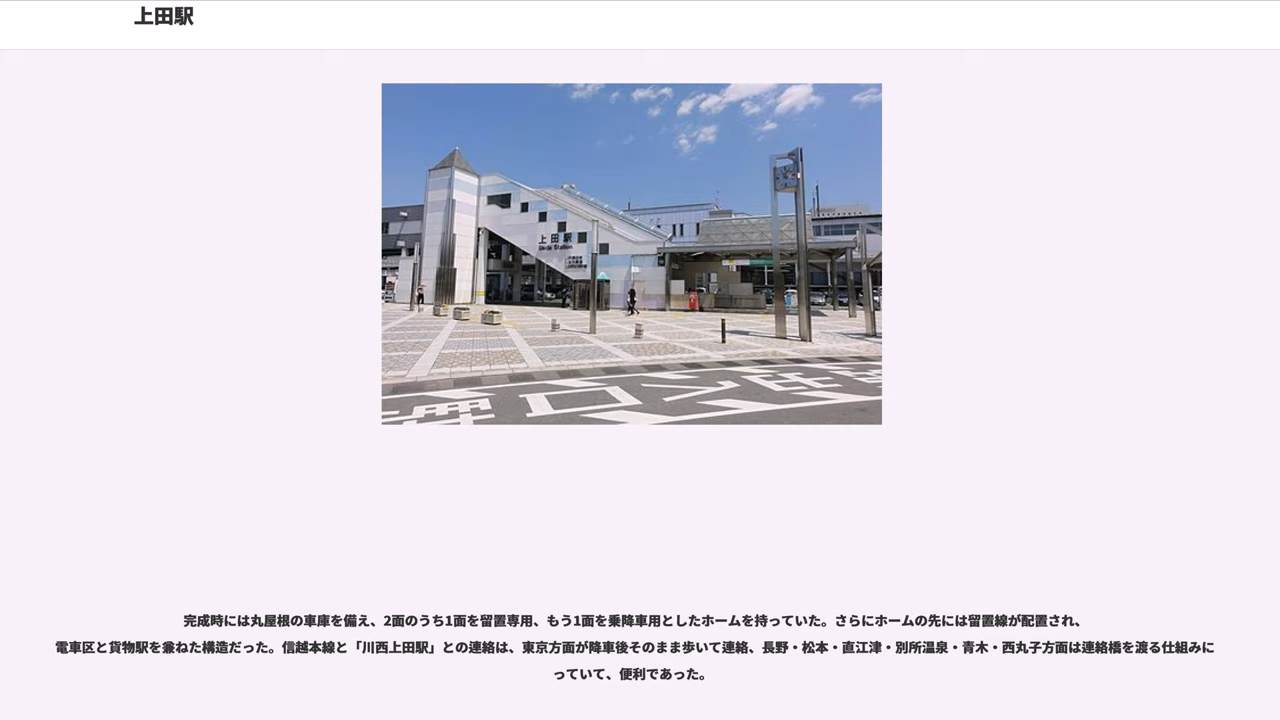 上田駅
上田駅
Ueda Station
完成時には丸屋根の車庫を備え、2面のうち1面を留置専用、もう1面を乗降車用としたホームを持っていた。さらにホームの先には留置線が配置され、
電車区と貨物駅を兼ねた構造だった。信越本線と「川西上田駅」との連絡は、東京方面が降車後そのまま歩いて連絡、長野・松本・直江津・別所温泉・青木・西丸子方面は連絡橋を渡る仕組みに
っていて、便利であった。